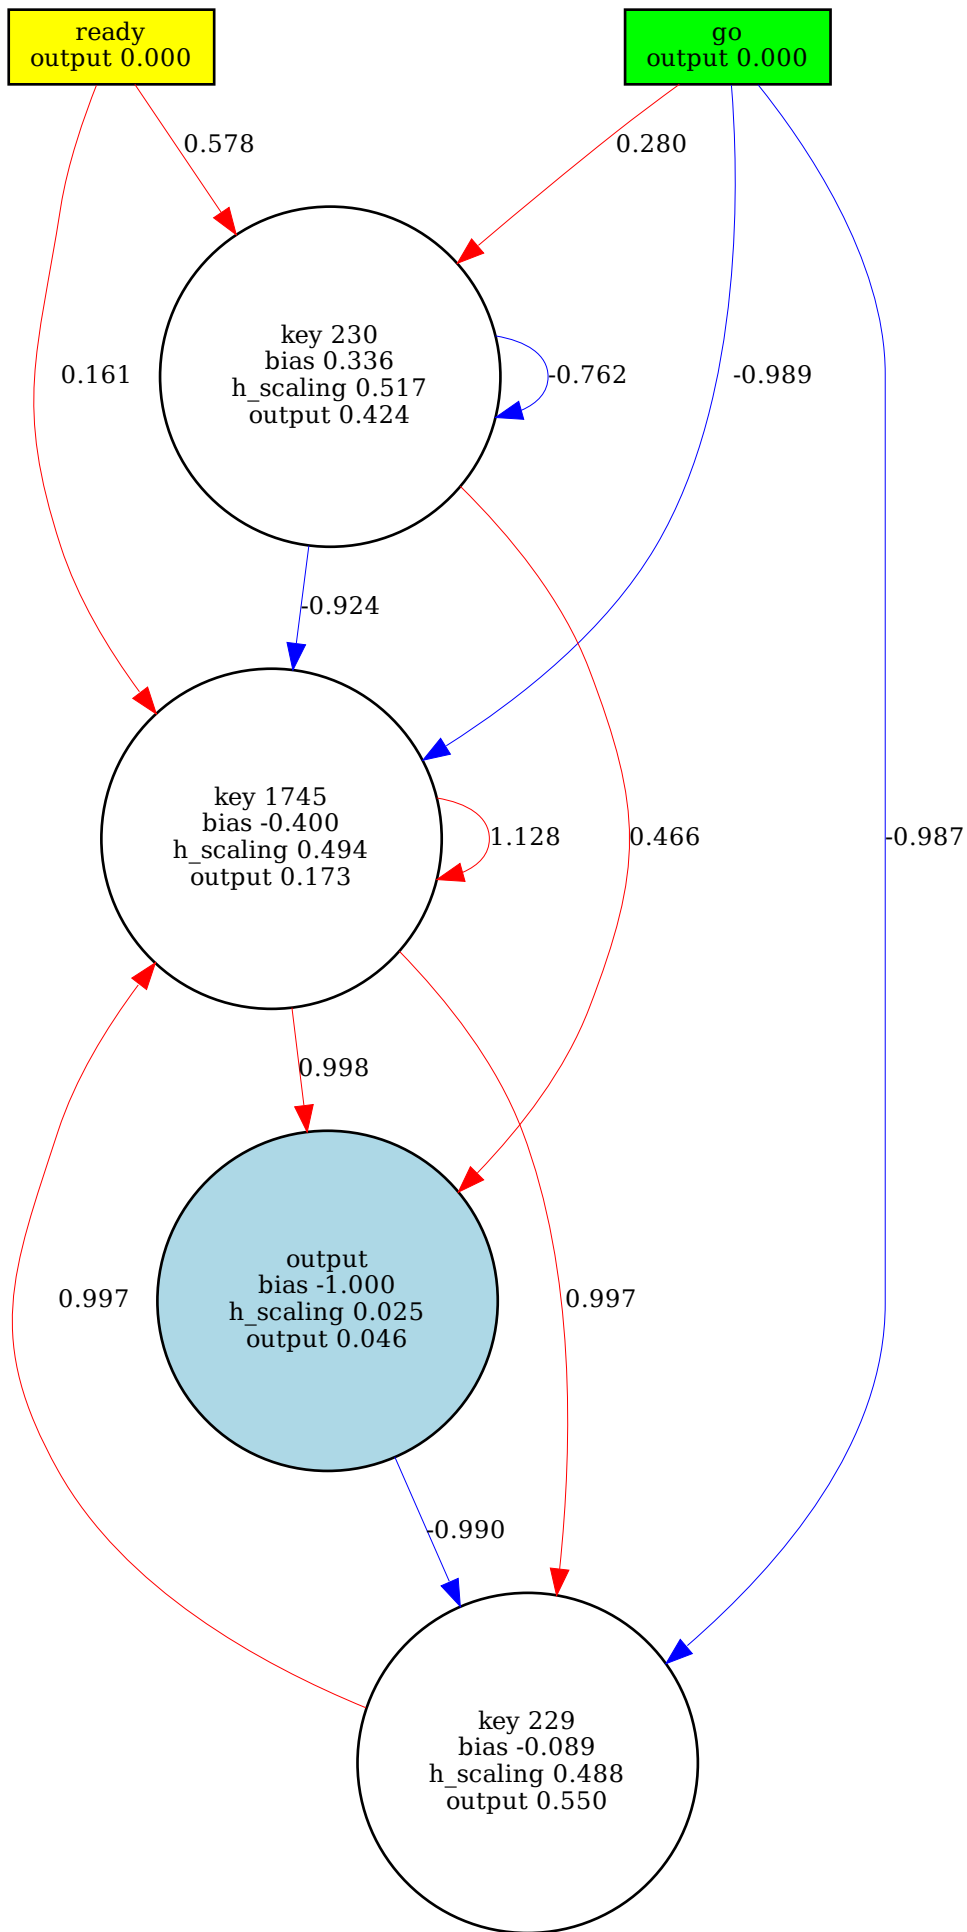 ready
output 0.000
go
output 0.000
0.578
0.280
key 230
bias 0.336
h_scaling 0.517
output 0.424
0.161
-0.762
-0.989
-0.924
key 1745
bias -0.400
h_scaling 0.494
output 0.173
1.128
0.466
-0.987
0.998
output
bias -1.000
h_scaling 0.025
output 0.046
0.997
0.997
-0.990
key 229
bias -0.089
h_scaling 0.488
output 0.550